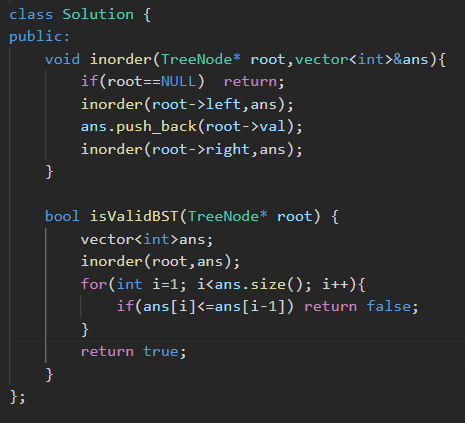 class Solution {
public:
    void inorder(TreeNode* root,vector<int>&ans){
        if(root==NULL)  return;
        inorder(root->left,ans);
        ans.push_back(root->val);
        inorder(root->right,ans);
    }

    bool isValidBST(TreeNode* root) {
        vector<int>ans;
        inorder(root,ans);
        for(int i=1; i<ans.size(); i++){
            if(ans[i]<=ans[i-1]) return false;
        }
        return true;
    }
};